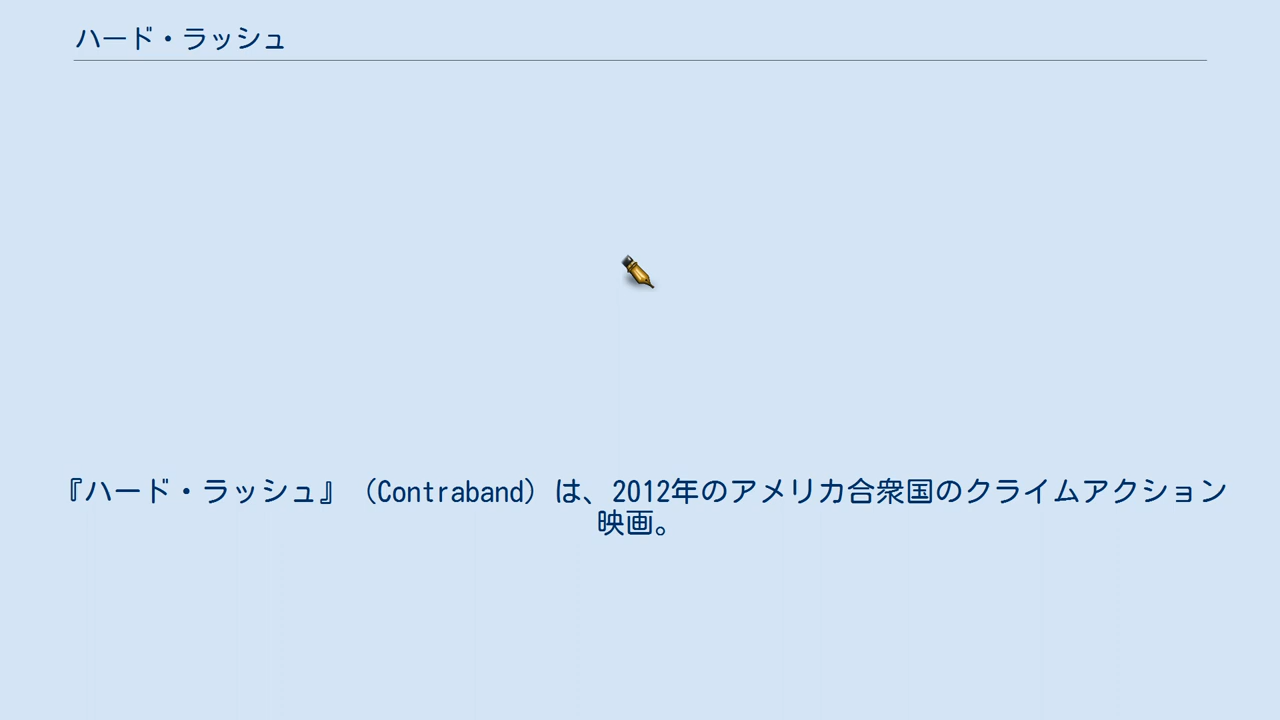 ハード・ラッシュ
『ハード・ラッシュ』（Contraband）は、2012年のアメリカ合衆国のクライムアクション
映画。